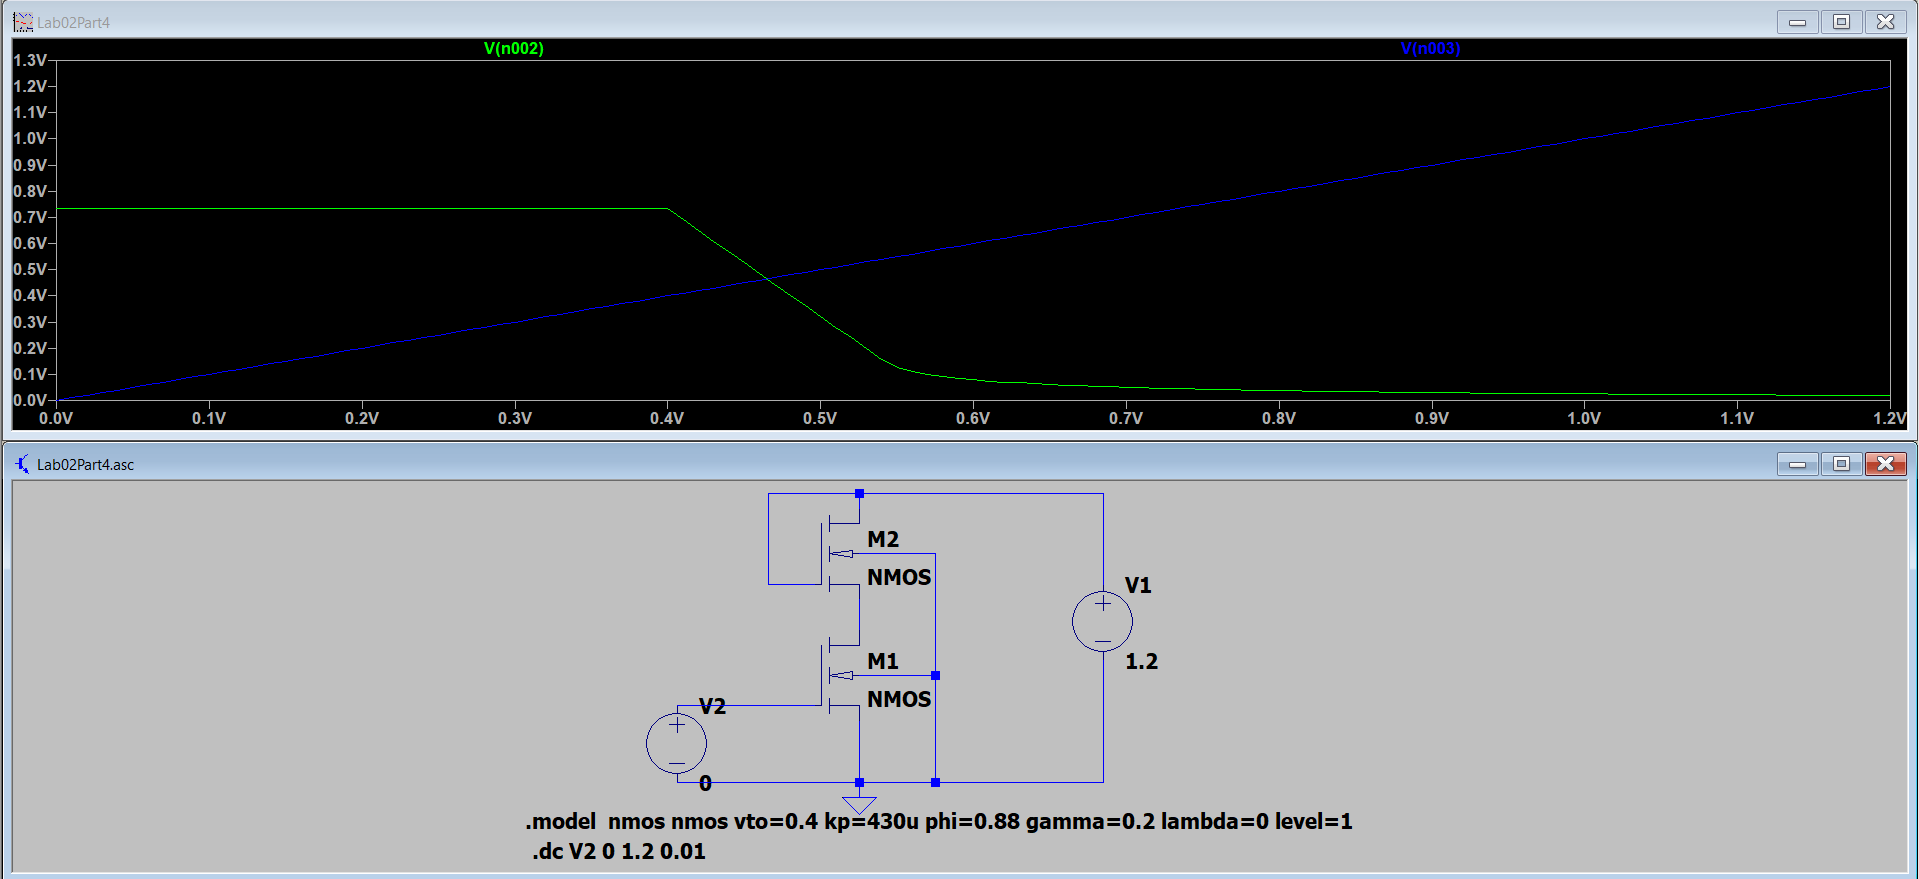 Lab02Part4
V(n002) V(n003)
1.3V
1.2V
1.1V
1.0V
0.9V
0.8V
0.7V
0.6V
0.5V
0.4V
0.3V
0.2V
0.1V
0.0V
0.0V 0.1V 0.2V 0.3V 0.4V 0.5V 0.6V 0.7V 0.8V 0.9V 1.0V 1.1V 1.2V
Lab02Part4.asc
M2
NMOS
V1
1.2
M1
NMOS
V2
0
.model nmos nmos vto=0.4 kp=430u phi=0.88 gamma=0.2 lambda=0 level=1
.dc V2 0 1.2 0.01